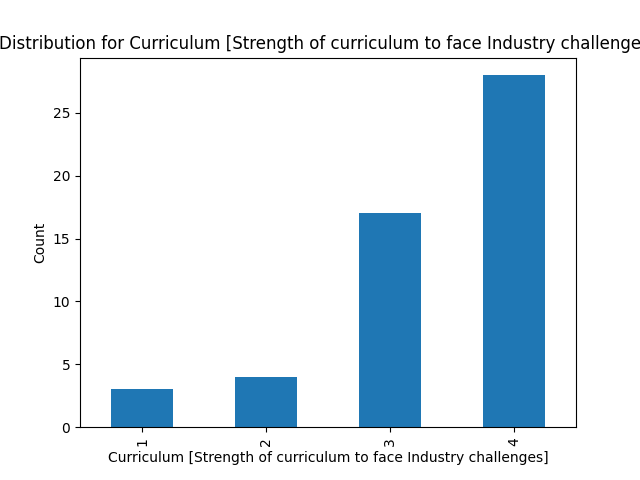 Distribution for Curriculum [Strength of curriculum to face Industry challenge
25
20
15
10
5
0
Count
1 2 3 4
Curriculum [Strength of curriculum to face Industry challenges]